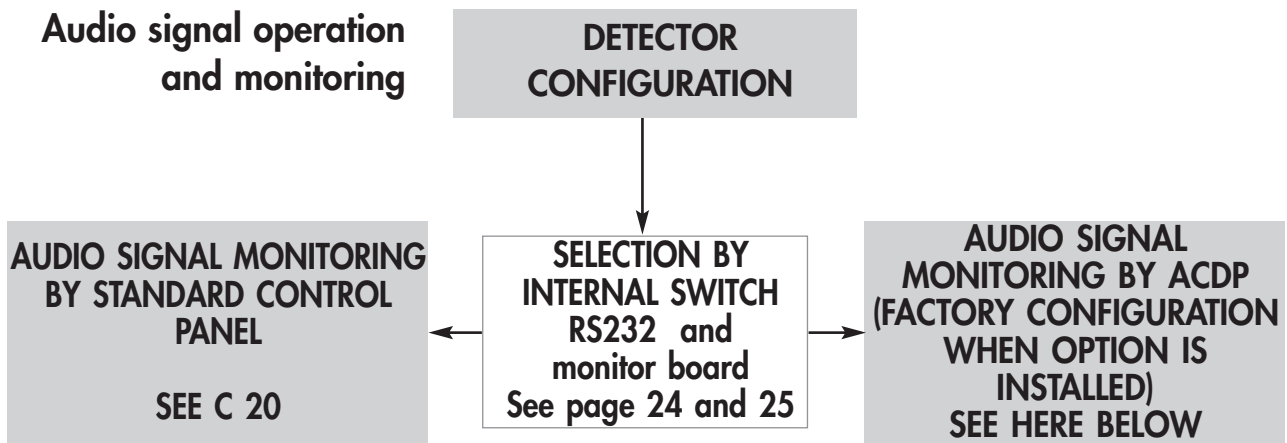 Audio signal operation
and monitoring
DETECTOR
CONFIGURATION
AUDIO SIGNAL MONITORING
BY STANDARD CONTROL
PANEL
SEE C 20
SELECTION BY
INTERNAL SWITCH
RS232 and
monitor board
See page 24 and 25
AUDIO SIGNAL
MONITORING BY ACDP
(FACTORY CONFIGURATION
WHEN OPTION IS
INSTALLED)
SEE HERE BELOW